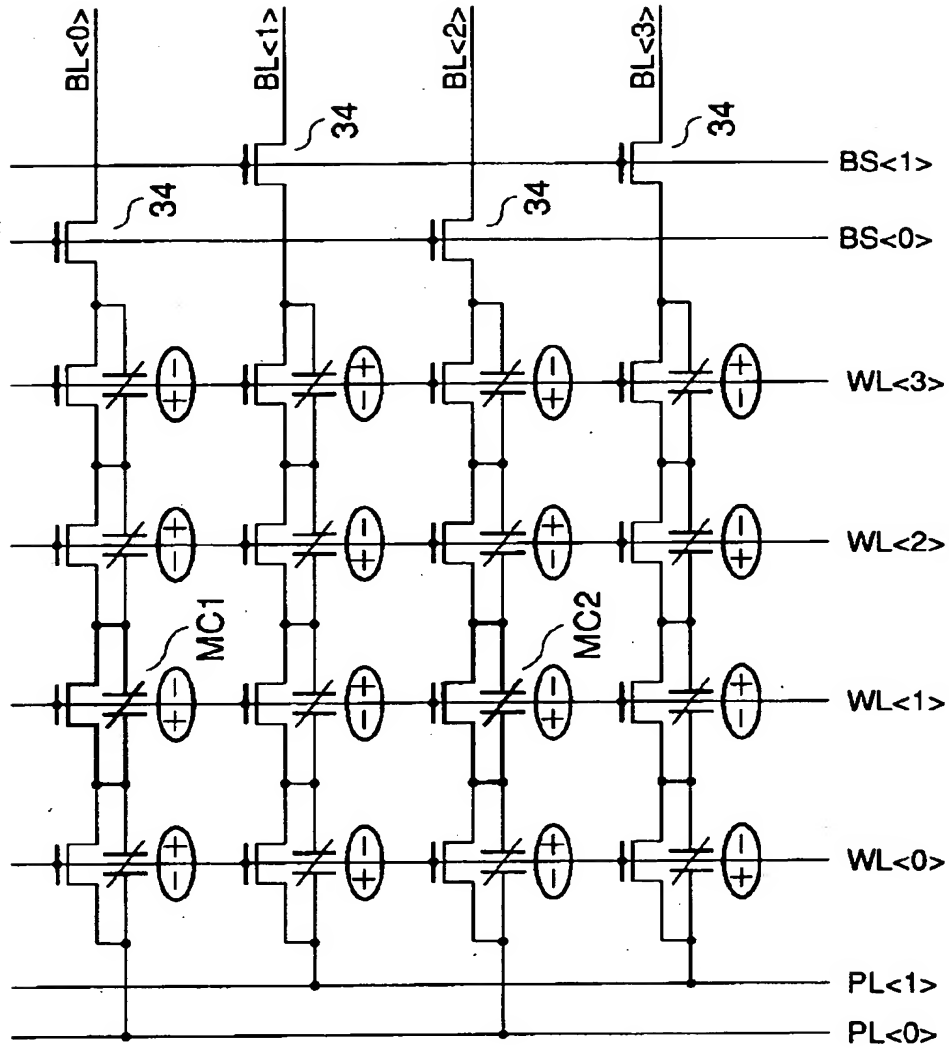 BL<0>
BL<1>
BL<2>
BL<3>
34
34
34
34
BS<1>
BS<0>
+ −
− +
+ −
− +
WL<3>
− +
+ −
− +
+ −
WL<2>
MC1
MC2
+ −
− +
+ −
− +
WL<1>
− +
+ −
− +
+ −
WL<0>
PL<1>
PL<0>